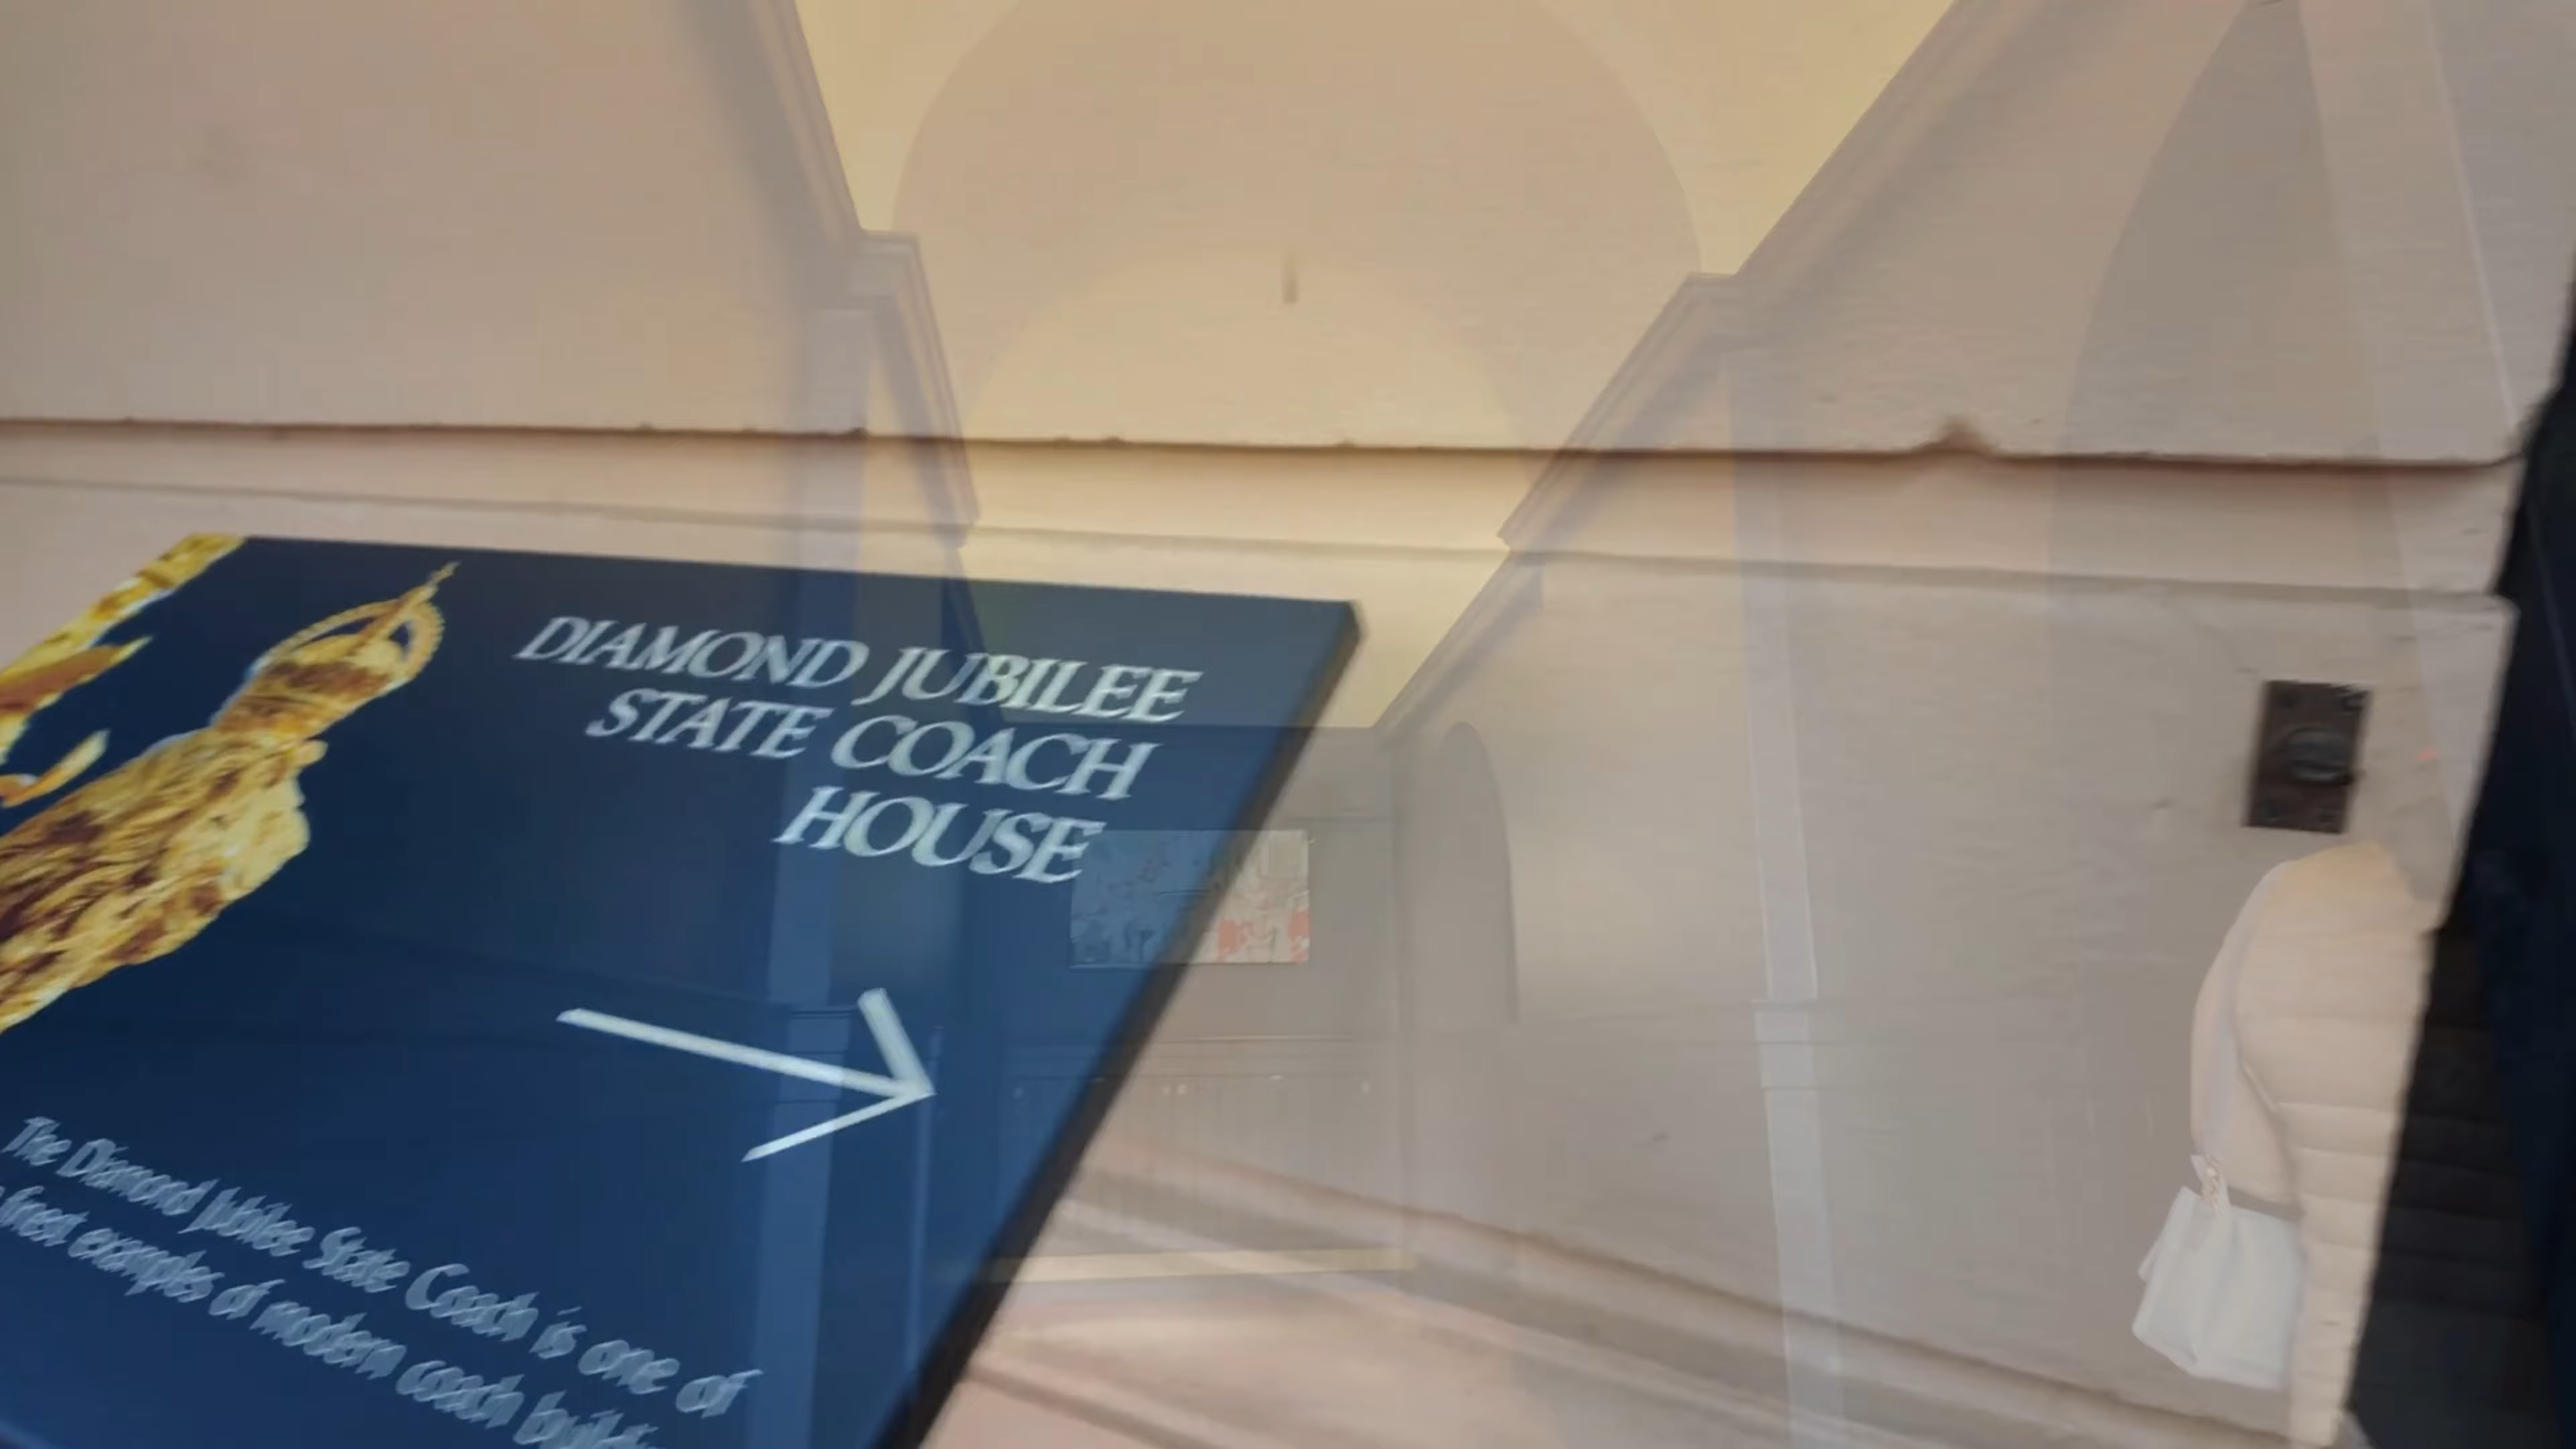 DIAMOND JUBILEE
STATE COACH
HOUSE
The Diamond Jubilee State Coach is one of
finest examples of modern coach